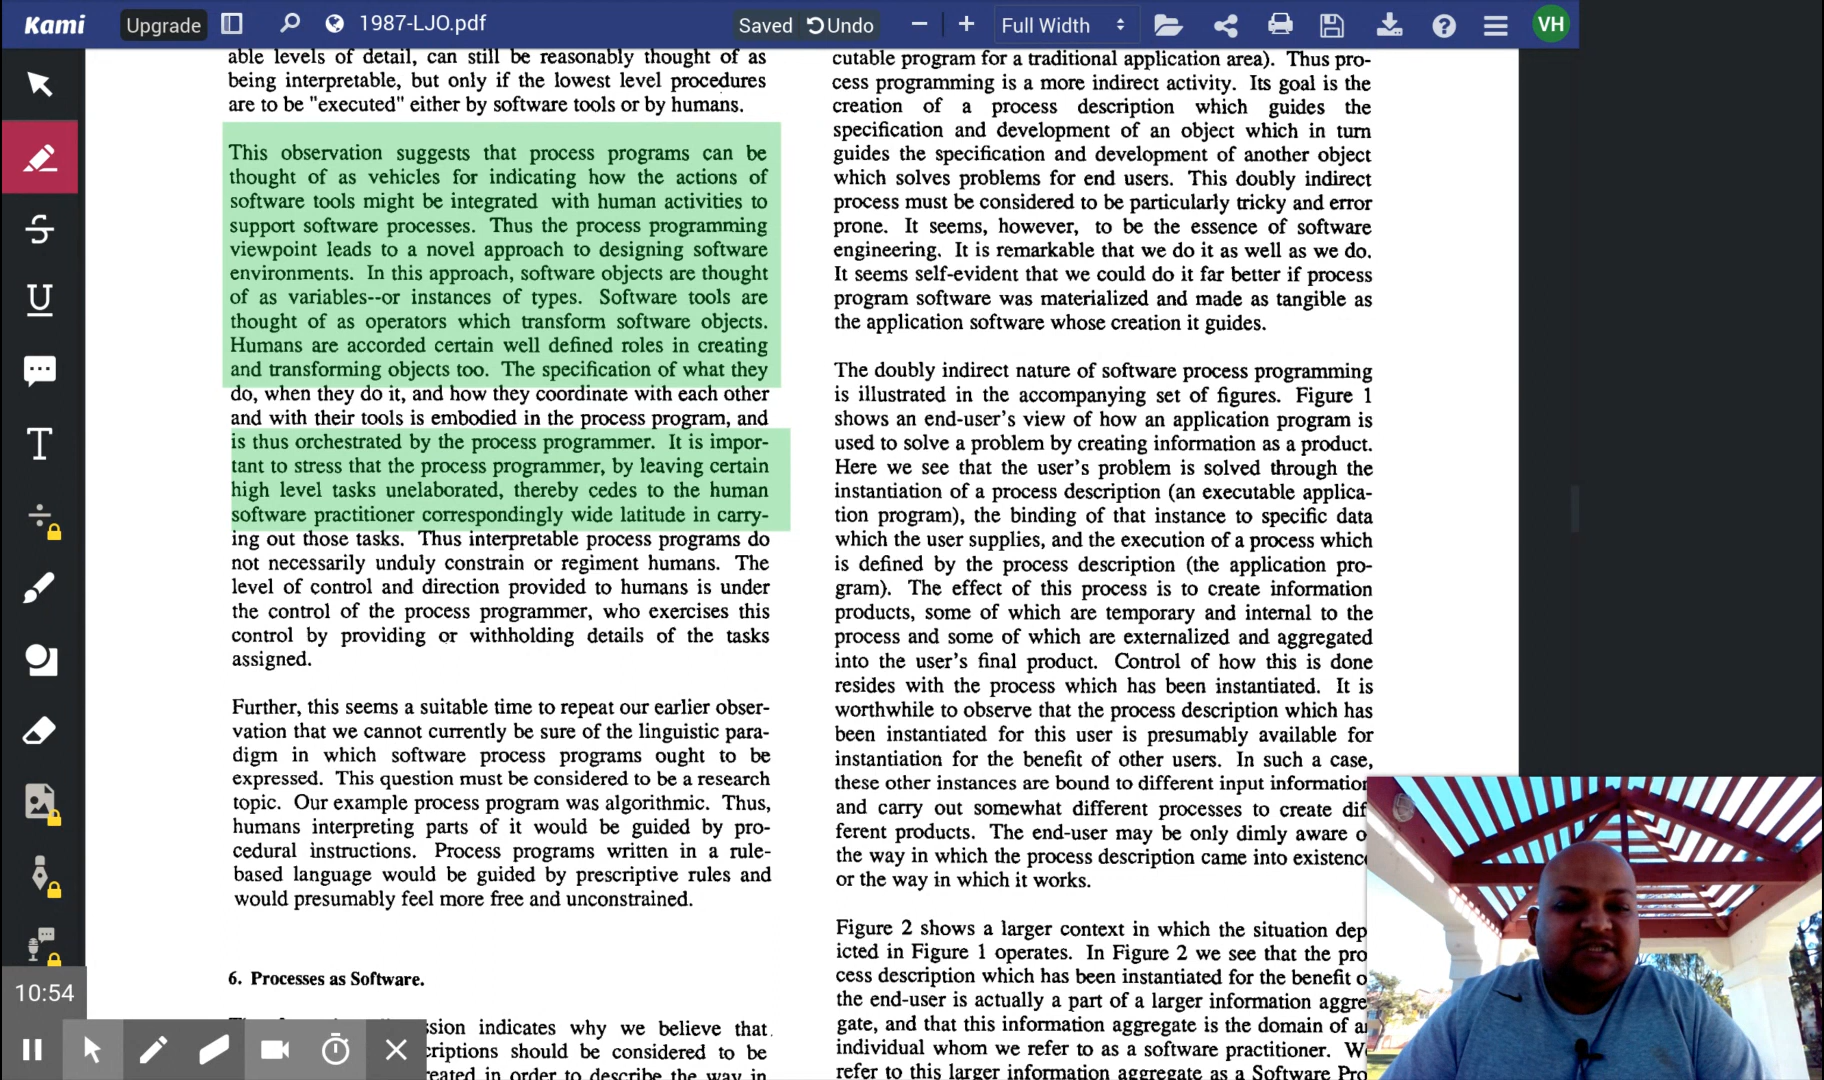 Kami
Upgrade
1987-LJO.pdf
Saved
Undo
Full Width
VH
able levels of detail, can still be reasonably thought of as
being interpretable, but only if the lowest level procedures
are to be "executed" either by software tools or by humans.
This observation suggests that process programs can be
thought of as vehicles for indicating how the actions of
software tools might be integrated with human activities to
support software processes. Thus the process programming
viewpoint leads to a novel approach to designing software
environments. In this approach, software objects are thought
of as variables--or instances of types. Software tools are
thought of as operators which transform software objects.
Humans are accorded certain well defined roles in creating
and transforming objects too. The specification of what they
do, when they do it, and how they coordinate with each other
and with their tools is embodied in the process program, and
is thus orchestrated by the process programmer. It is impor-
tant to stress that the process programmer, by leaving certain
high level tasks unelaborated, thereby cedes to the human
software practitioner correspondingly wide latitude in carry-
ing out those tasks. Thus interpretable process programs do
not necessarily unduly constrain or regiment humans. The
level of control and direction provided to humans is under
the control of the process programmer, who exercises this
control by providing or withholding details of the tasks
assigned.
Further, this seems a suitable time to repeat our earlier obser-
vation that we cannot currently be sure of the linguistic para-
digm in which software process programs ought to be
expressed. This question must be considered to be a research
topic. Our example process program was algorithmic. Thus,
humans interpreting parts of it would be guided by pro-
cedural instructions. Process programs written in a rule-
based language would be guided by prescriptive rules and
would presumably feel more free and unconstrained.
6. Processes as Software.
ssion indicates why we believe that
criptions should be considered to be
reated in order to describe the way in
cutable program for a traditional application area). Thus pro-
cess programming is a more indirect activity. Its goal is the
creation of a process description which guides the
specification and development of an object which in turn
guides the specification and development of another object
which solves problems for end users. This doubly indirect
process must be considered to be particularly tricky and error
prone. It seems, however, to be the essence of software
engineering. It is remarkable that we do it as well as we do.
It seems self-evident that we could do it far better if process
program software was materialized and made as tangible as
the application software whose creation it guides.
The doubly indirect nature of software process programming
is illustrated in the accompanying set of figures. Figure 1
shows an end-user's view of how an application program is
used to solve a problem by creating information as a product.
Here we see that the user's problem is solved through the
instantiation of a process description (an executable applica-
tion program), the binding of that instance to specific data
which the user supplies, and the execution of a process which
is defined by the process description (the application pro-
gram). The effect of this process is to create information
products, some of which are temporary and internal to the
process and some of which are externalized and aggregated
into the user's final product. Control of how this is done
resides with the process which has been instantiated. It is
worthwhile to observe that the process description which has
been instantiated for this user is presumably available for
instantiation for the benefit of other users. In such a case,
these other instances are bound to different input information
and carry out somewhat different processes to create dif
ferent products. The end-user may be only dimly aware o
the way in which the process description came into existence
or the way in which it works.
Figure 2 shows a larger context in which the situation dep
icted in Figure 1 operates. In Figure 2 we see that the pro
cess description which has been instantiated for the benefit o
the end-user is actually a part of a larger information aggre
gate, and that this information aggregate is the domain of a
individual whom we refer to as a software practitioner. W
refer to this larger information aggregate as a Software Pro
10:54